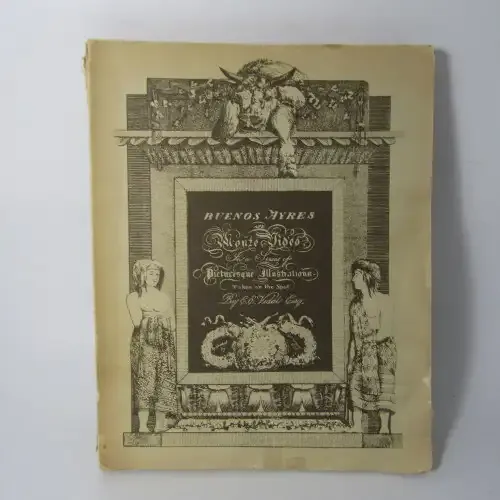 BUENOS AYRES
AND
Monte Video
In a Series of
Picturesque Illustrations
Taken on the Spot
By E.E. Vidal Esq.